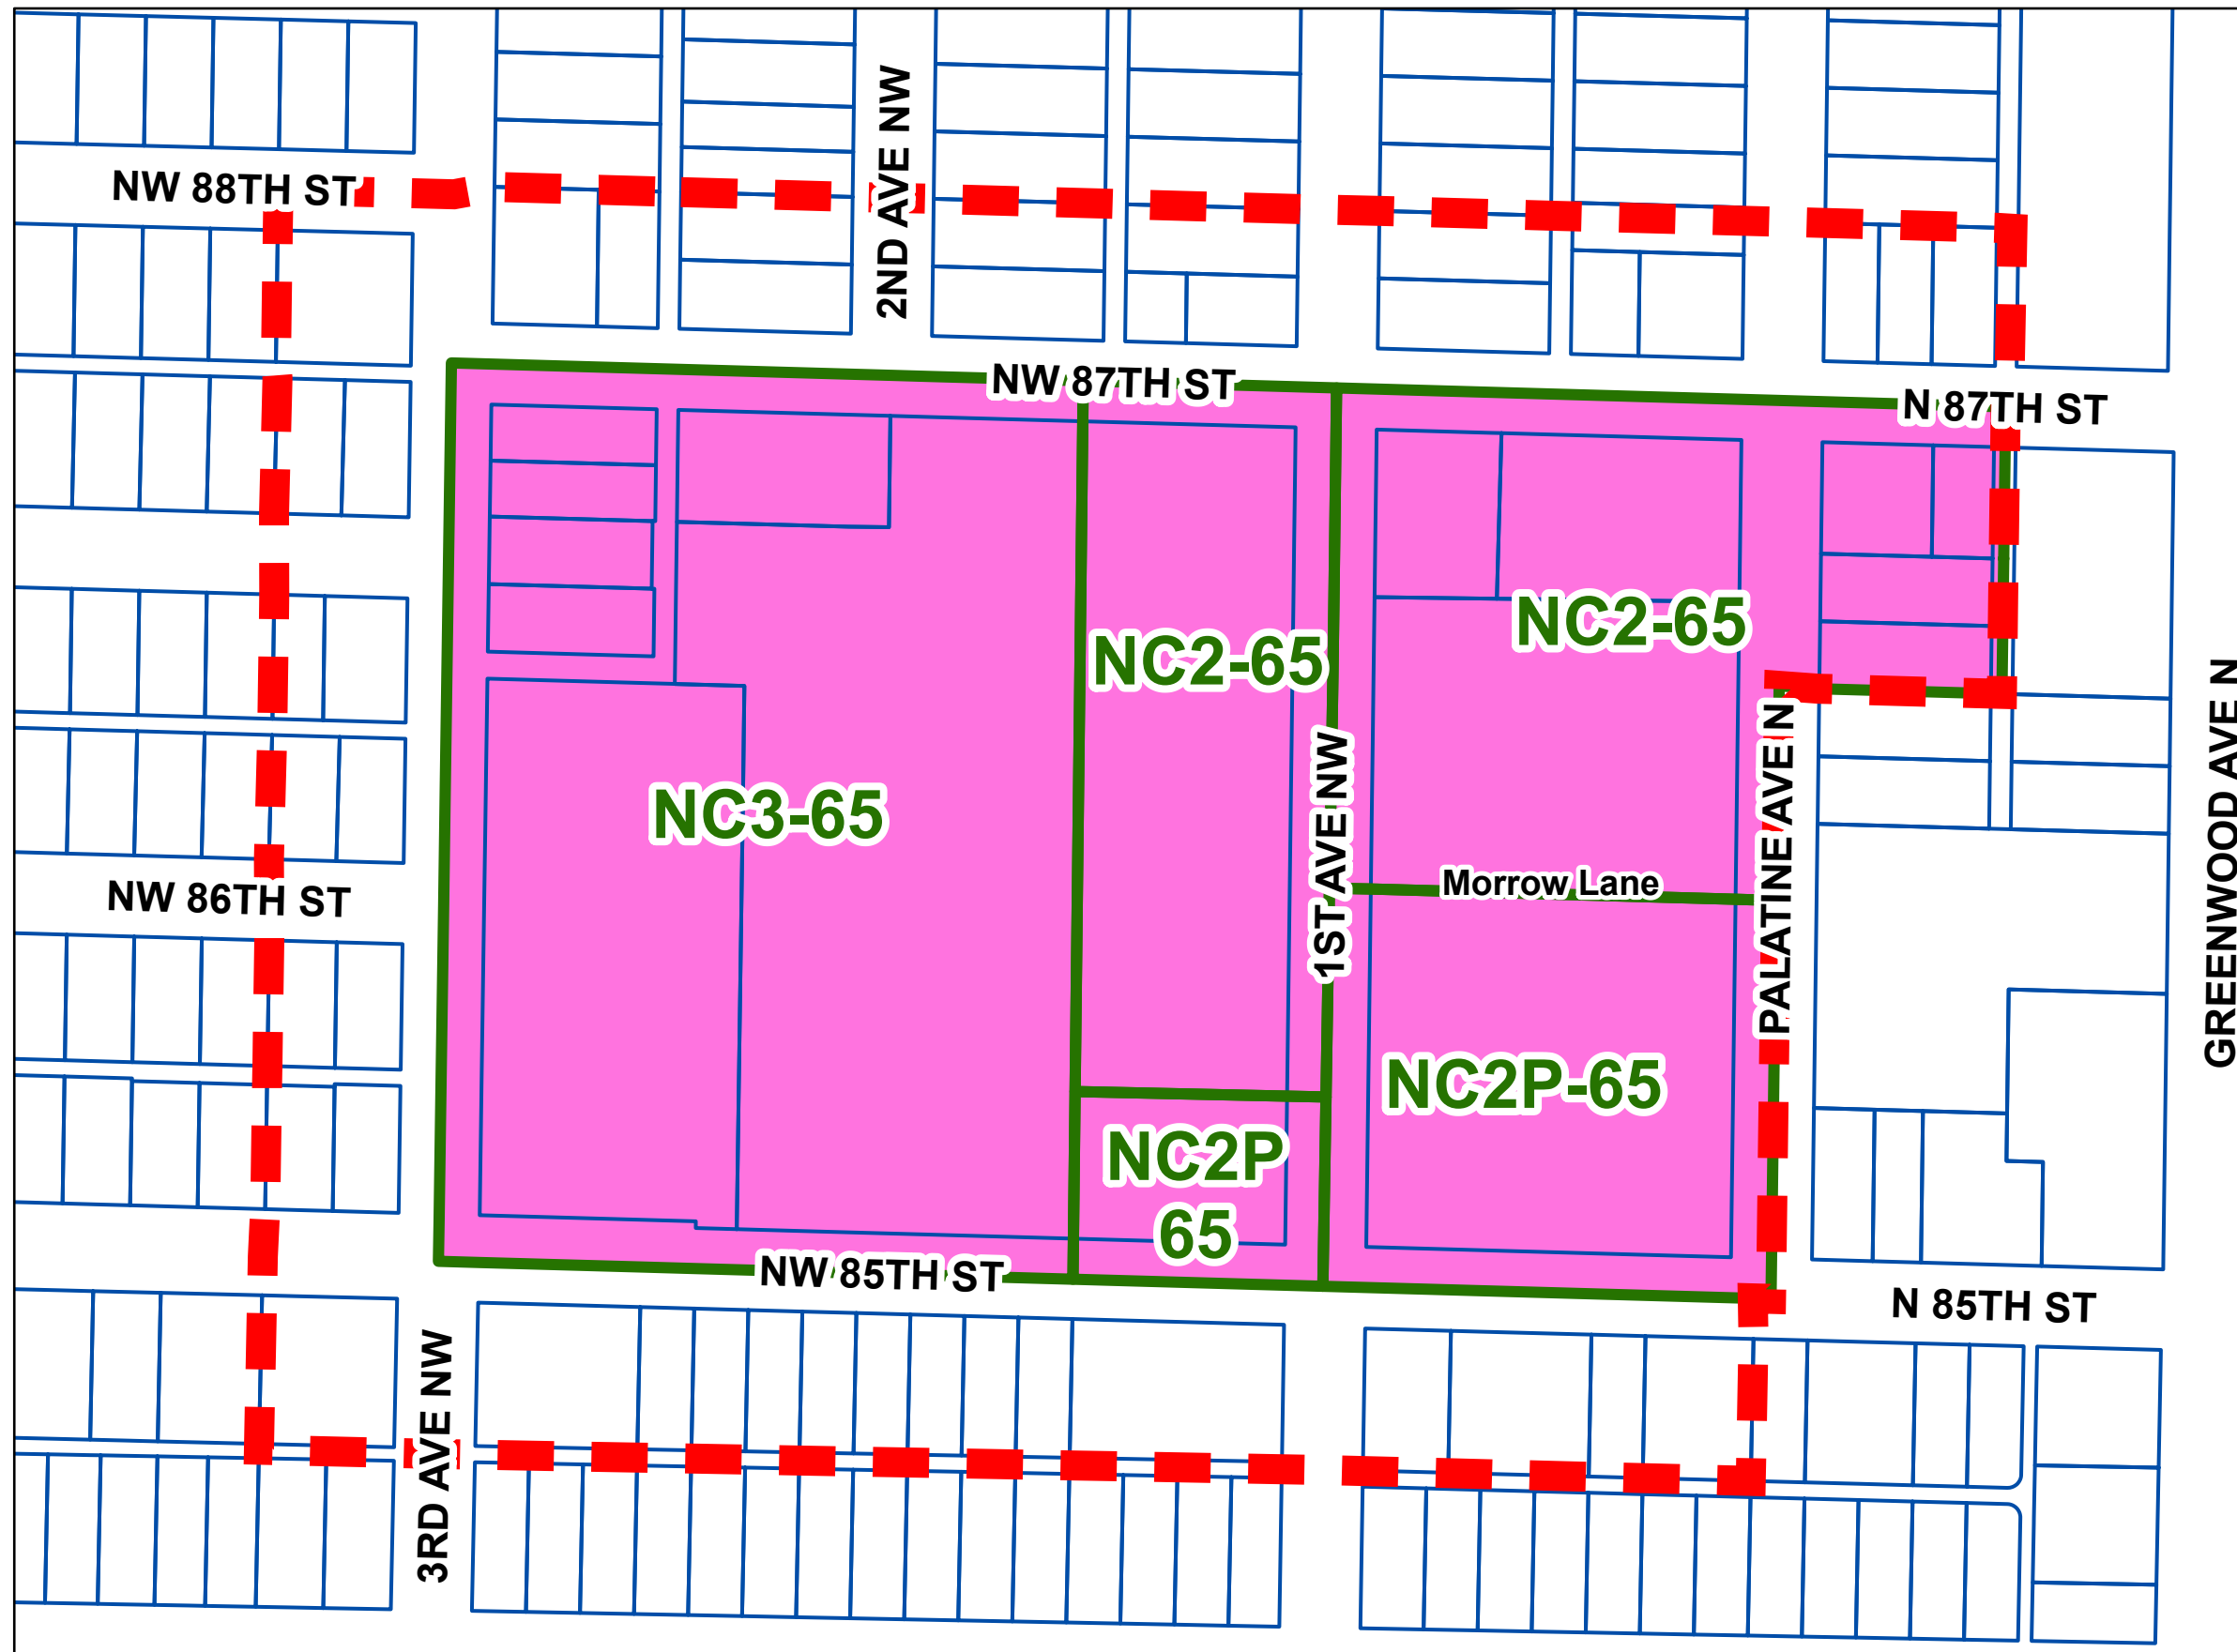 2ND AVE NW
NW 88TH ST
NW 87TH ST
N 87TH ST
NC2-65
NC2-65
NC3-65
1ST AVE NW
PALATINE AVE N
GREENWOOD AVE N
Morrow Lane
NW 86TH ST
NC2P-65
NC2P
65
NW 85TH ST
N 85TH ST
3RD AVE NW